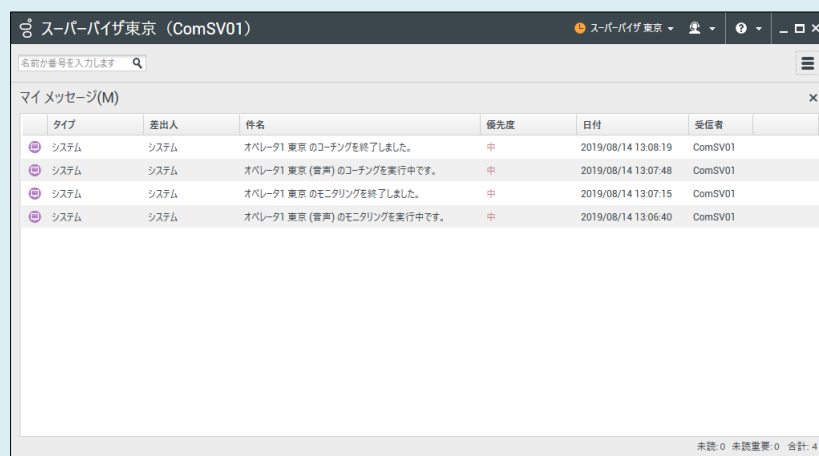 スーパーバイザ東京（ComSV01） スーパーバイザ 東京
名前か番号を入力します
マイ メッセージ(M)
タイプ 差出人 件名 優先度 日付 受信者
システム システム オペレータ1 東京 のコーチングを終了しました。 中 2019/08/14 13:08:19 ComSV01
システム システム オペレータ1 東京 (音声) のコーチングを実行中です。 中 2019/08/14 13:07:48 ComSV01
システム システム オペレータ1 東京 のモニタリングを終了しました。 中 2019/08/14 13:07:15 ComSV01
システム システム オペレータ1 東京 (音声) のモニタリングを実行中です。 中 2019/08/14 13:06:40 ComSV01
未読:0 未読重要:0 合計: 4